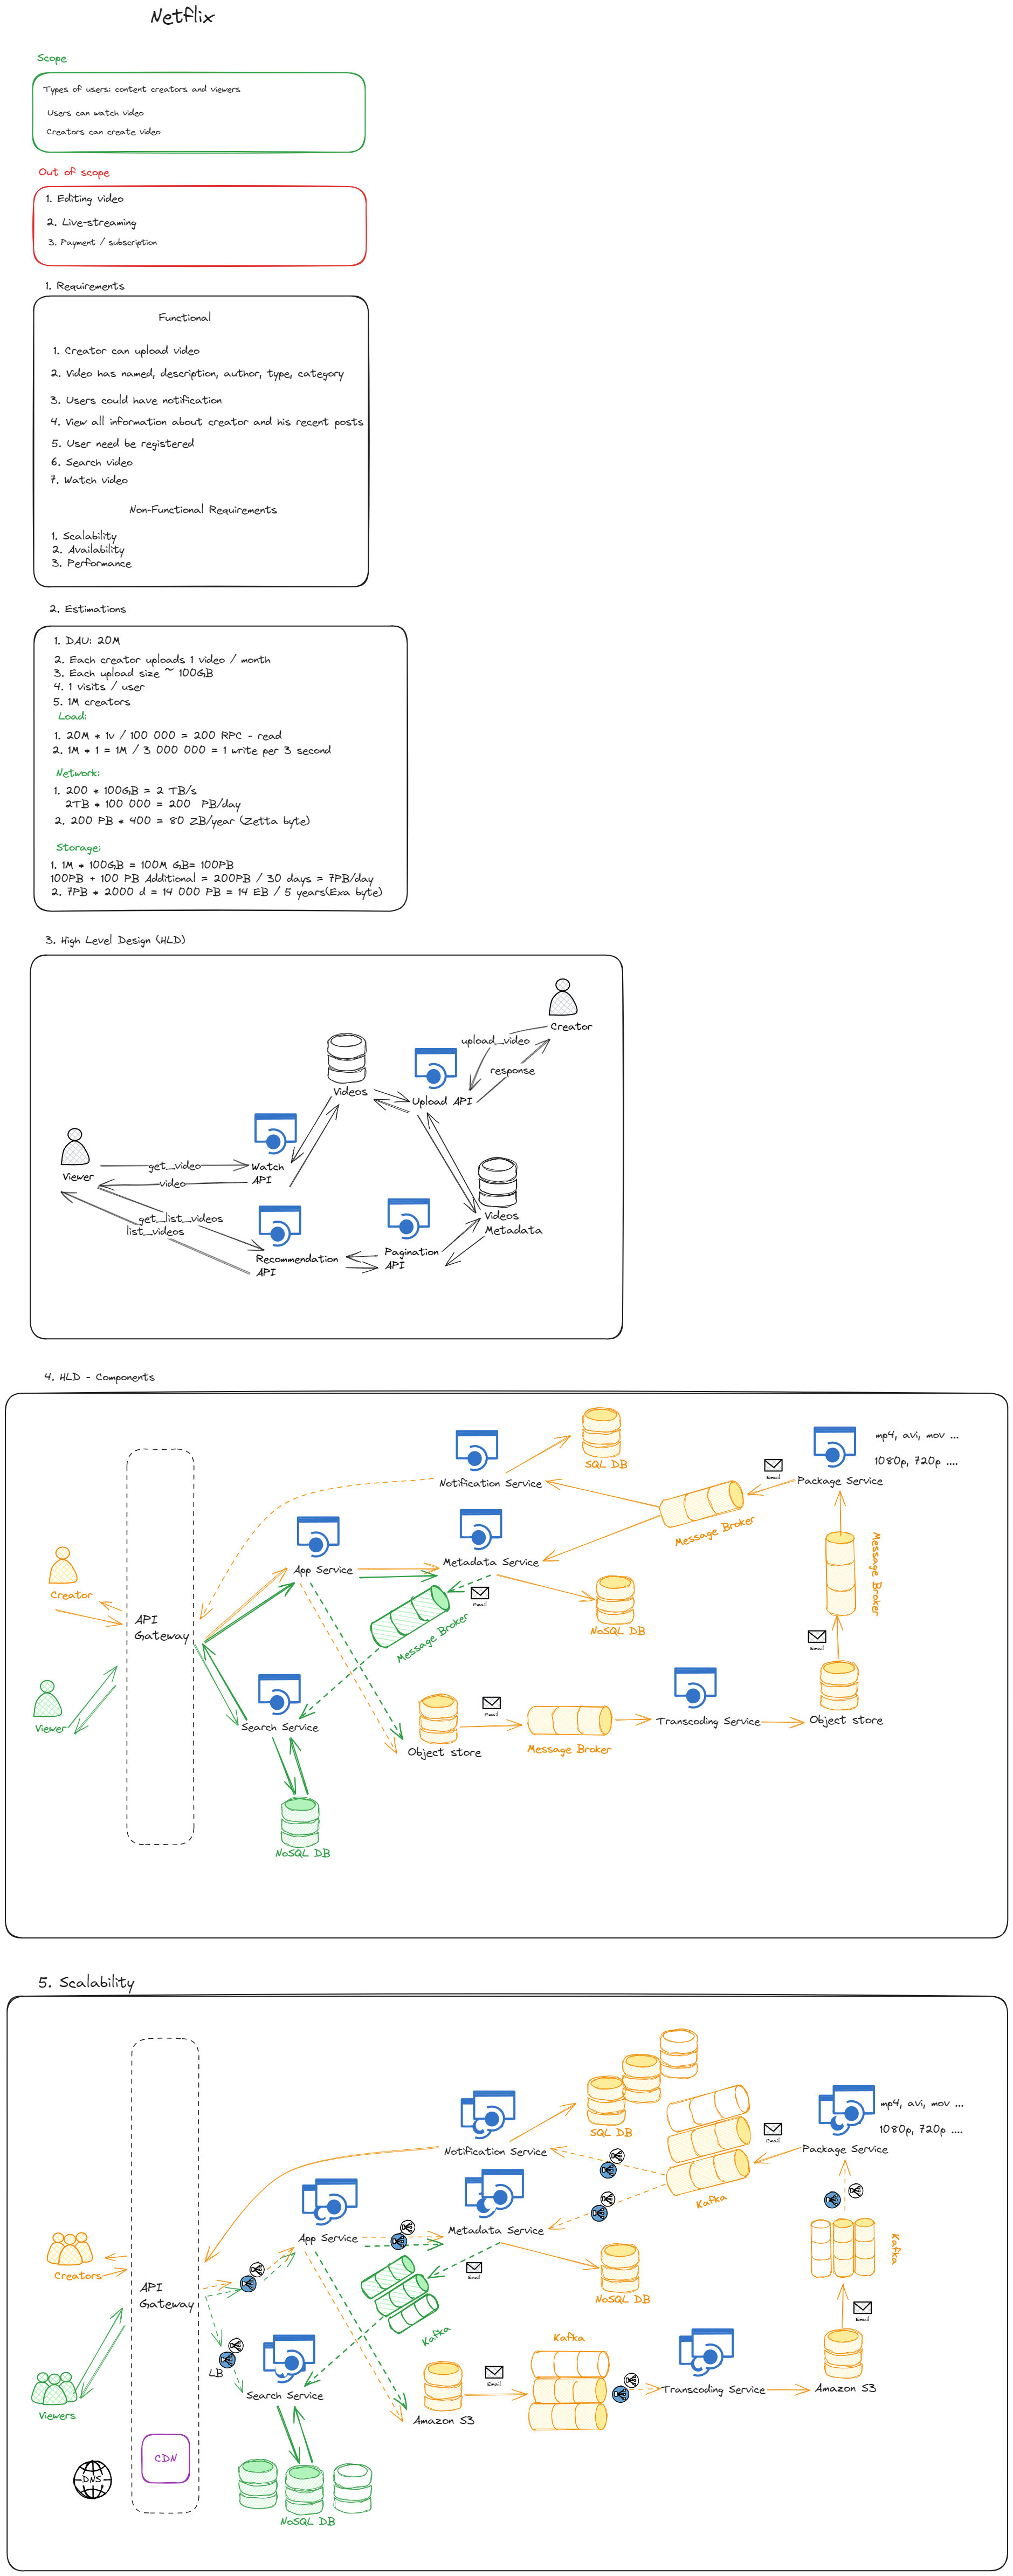 Netflix
Scope
Types of users: content creators and viewers
Users can watch video
Creators can create video
Out of scope
1. Editing video
2. Live-streaming
3. Payment / subscription
1. Requirements
Functional
1. Creator can upload video
2. Video has named, description, author, type, category
3. Users could have notification
4. View all information about creator and his recent posts
5. User need be registered
6. Search video
7. Watch video
Non-Functional Requirements
1. Scalability
2. Availability
3. Performance
2. Estimations
1. DAU: 20M
2. Each creator uploads 1 video / month
3. Each upload size ~ 100GB
4. 1 visits / user
5. 1M creators
Load:
1. 20M * 1v / 100 000 = 200 RPC - read
2. 1M * 1 = 1M / 3 000 000 = 1 write per 3 second
Network:
1. 200 * 100GB = 2 TB/s
2TB * 100 000 = 200 PB/day
2. 200 PB * 400 = 80 ZB/year (Zetta byte)
Storage:
1. 1M * 100GB = 100M GB= 100PB
100PB + 100 PB Additional = 200PB / 30 days = 7PB/day
2. 7PB * 2000 d = 14 000 PB = 14 EB / 5 years(Exa byte)
3. High Level Design (HLD)
Creator
upload_video
response
Videos
Upload API
Viewer
get_video
Watch
API
video
get_list_videos
list_videos
Videos
Metadata
Recommendation
API
Pagination
API
4. HLD - Components
mp4, avi, mov ...
1080p, 720p ....
SQL DB
Notification Service
Email
Package Service
Message Broker
Message Broker
App Service
Metadata Service
Creator
Email
NoSQL DB
API
Gateway
Message Broker
Email
Viewer
Search Service
Email
Object store
Message Broker
Transcoding Service
Object store
NoSQL DB
5. Scalability
mp4, avi, mov ...
1080p, 720p ....
SQL DB
Notification Service
Email
Package Service
Kafka
App Service
Metadata Service
Kafka
Creators
Email
NoSQL DB
API
Gateway
Email
Kafka
Kafka
LB
Viewers
Search Service
Email
Amazon S3
Transcoding Service
Amazon S3
CDN
DNS
NoSQL DB